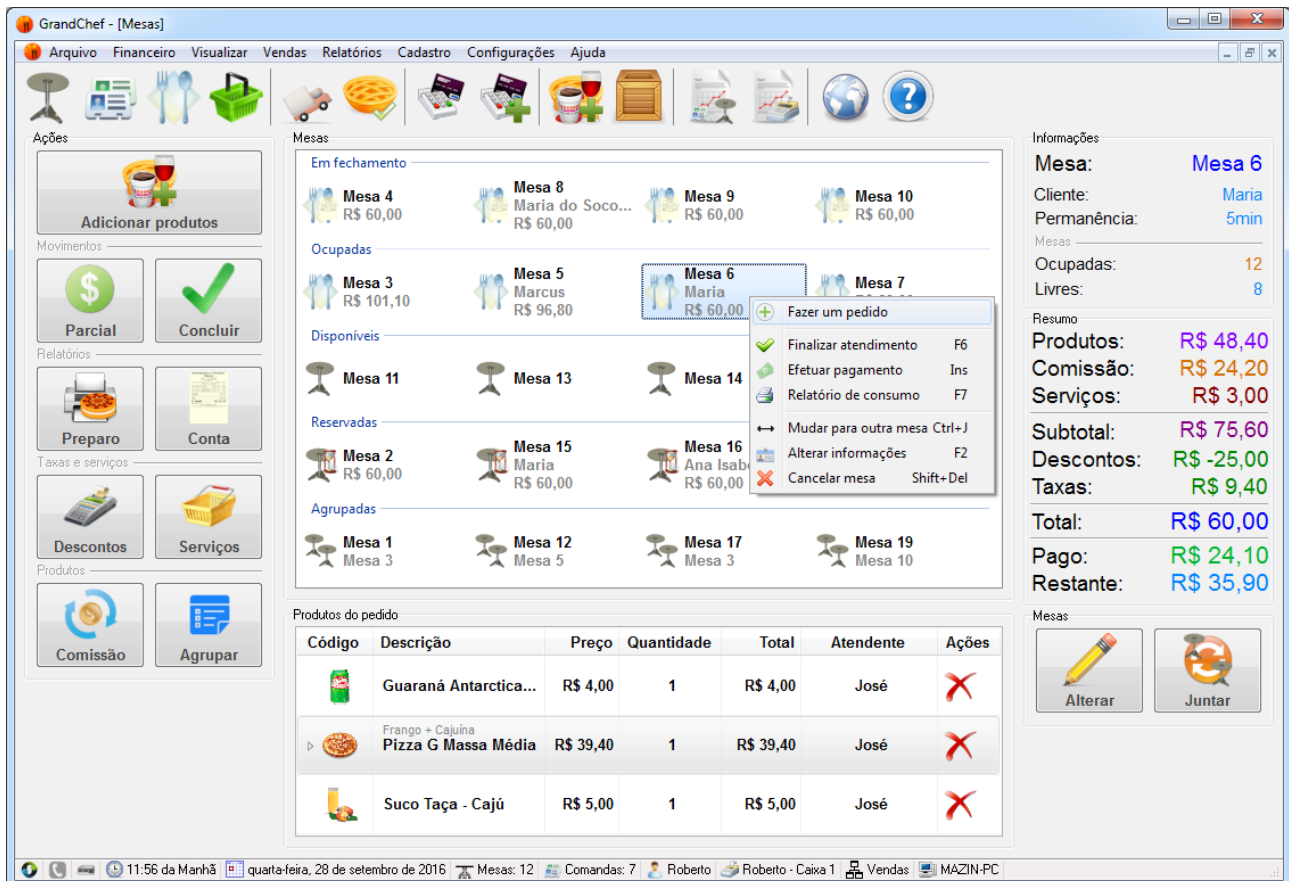 GrandChef - [Mesas]
Arquivo Financeiro Visualizar Vendas Relatórios Cadastro Configurações Ajuda
Ações
Adicionar produtos
Movimentos
Parcial Concluir
Relatórios
Preparo Conta
Taxas e serviços
Descontos Serviços
Produtos
Comissão Agrupar
Mesas
Em fechamento
Mesa 4
R$ 60,00
Mesa 8
Maria do Soco...
R$ 60,00
Mesa 9
R$ 60,00
Mesa 10
R$ 60,00
Ocupadas
Mesa 3
R$ 101,10
Mesa 5
Marcus
R$ 96,80
Mesa 6
Maria
R$ 60,00
Mesa 7
Disponíveis
Mesa 11
Mesa 13
Mesa 14
Reservadas
Mesa 2
R$ 60,00
Mesa 15
Maria
R$ 60,00
Mesa 16
Ana Isab
R$ 60,00
Agrupadas
Mesa 1
Mesa 3
Mesa 12
Mesa 5
Mesa 17
Mesa 3
Mesa 19
Mesa 10
Fazer um pedido
Finalizar atendimento F6
Efetuar pagamento Ins
Relatório de consumo F7
Mudar para outra mesa Ctrl+J
Alterar informações F2
Cancelar mesa Shift+Del
Produtos do pedido
Código Descrição Preço Quantidade Total Atendente Ações
Guaraná Antarctica... R$ 4,00 1 R$ 4,00 José
Frango + Cajuína
Pizza G Massa Média R$ 39,40 1 R$ 39,40 José
Suco Taça - Cajú R$ 5,00 1 R$ 5,00 José
Informações
Mesa: Mesa 6
Cliente: Maria
Permanência: 5min
Mesas
Ocupadas: 12
Livres: 8
Resumo
Produtos: R$ 48,40
Comissão: R$ 24,20
Serviços: R$ 3,00
Subtotal: R$ 75,60
Descontos: R$ -25,00
Taxas: R$ 9,40
Total: R$ 60,00
Pago: R$ 24,10
Restante: R$ 35,90
Mesas
Alterar Juntar
11:56 da Manhã quarta-feira, 28 de setembro de 2016 Mesas: 12 Comandas: 7 Roberto Roberto - Caixa 1 Vendas MAZIN-PC